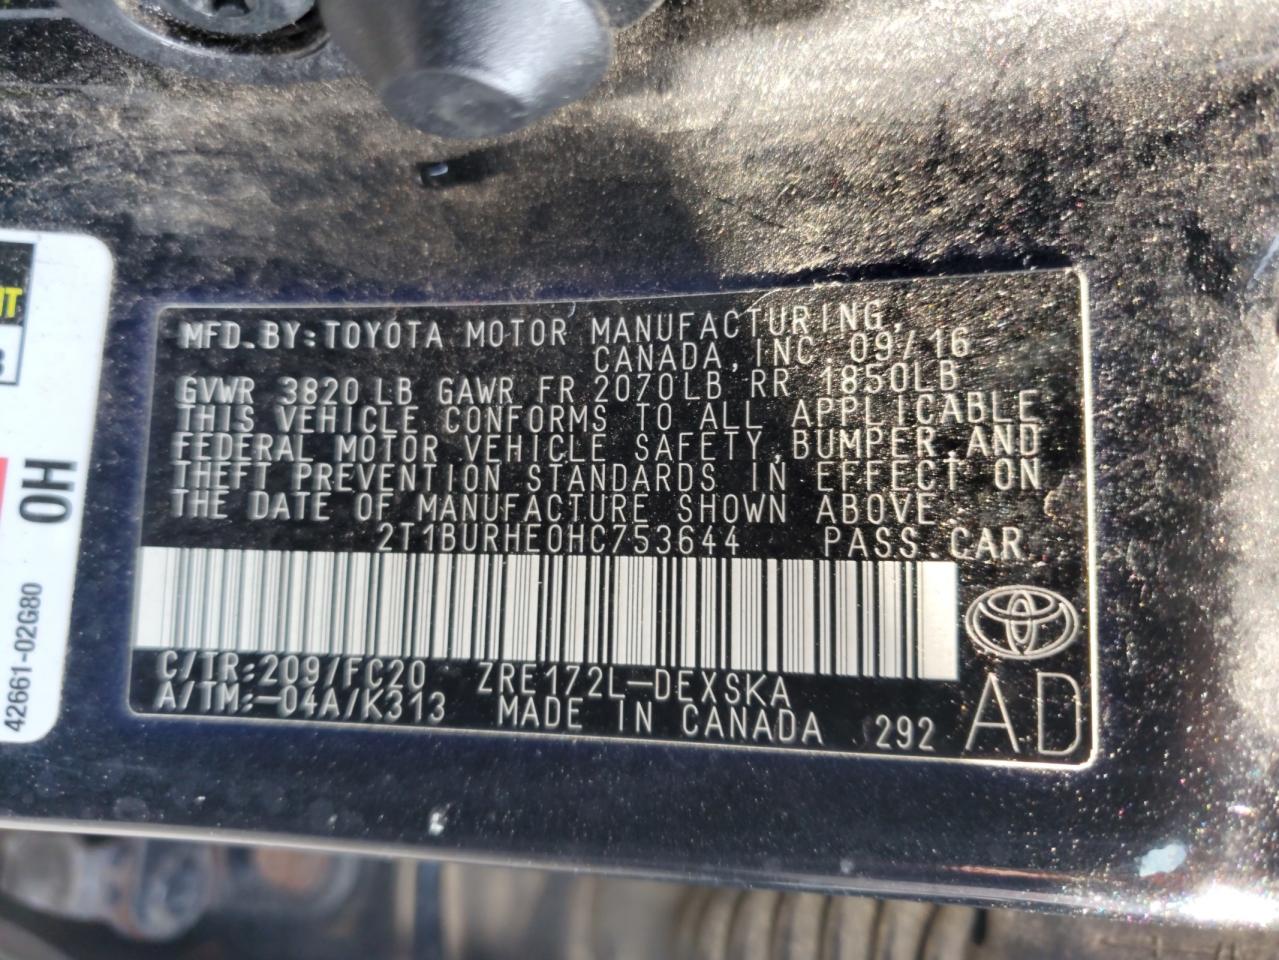 MFD. BY: TOYOTA MOTOR MANUFACTURING,
CANADA, INC. 09/16
GVWR 3820 LB GAWR FR 2070LB RR 1850LB
THIS VEHICLE CONFORMS TO ALL APPLICABLE
FEDERAL MOTOR VEHICLE SAFETY, BUMPER, AND
THEFT PREVENTION STANDARDS IN EFFECT ON
THE DATE OF MANUFACTURE SHOWN ABOVE
2T1BURHE0HC753644 PASS. CAR
C/TR: 209/FC20 ZRE172L-DEXSKA
A/TM: -04A/K313 MADE IN CANADA 292
AD
0H
42661-02G80